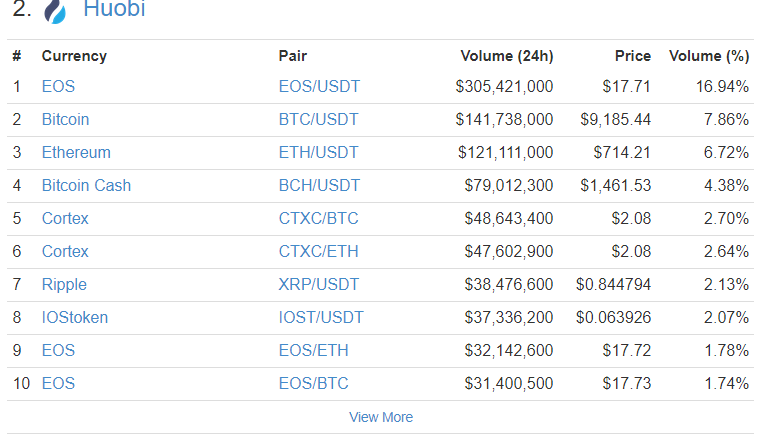 2. Huobi
# Currency Pair Volume (24h) Price Volume (%)
1 EOS EOS/USDT $305,421,000 $17.71 16.94%
2 Bitcoin BTC/USDT $141,738,000 $9,185.44 7.86%
3 Ethereum ETH/USDT $121,111,000 $714.21 6.72%
4 Bitcoin Cash BCH/USDT $79,012,300 $1,461.53 4.38%
5 Cortex CTXC/BTC $48,643,400 $2.08 2.70%
6 Cortex CTXC/ETH $47,602,900 $2.08 2.64%
7 Ripple XRP/USDT $38,476,600 $0.844794 2.13%
8 IOStoken IOST/USDT $37,336,200 $0.063926 2.07%
9 EOS EOS/ETH $32,142,600 $17.72 1.78%
10 EOS EOS/BTC $31,400,500 $17.73 1.74%
View More